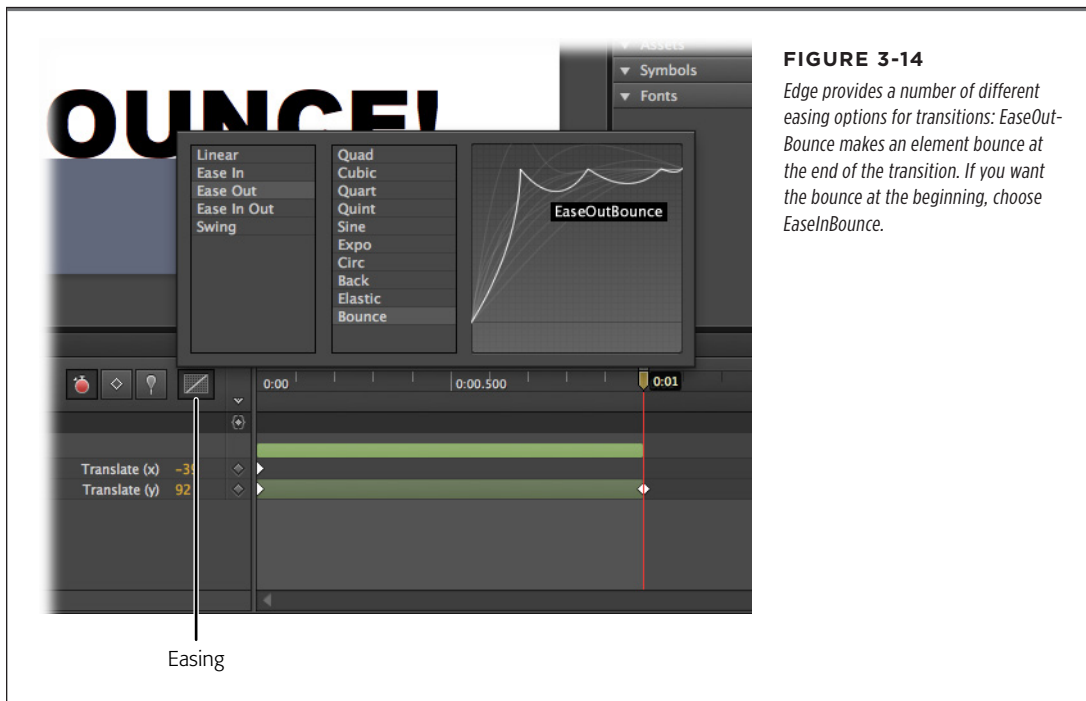 Assets
Symbols
Fonts
OUNCE!
Linear
Ease In
Ease Out
Ease In Out
Swing
Quad
Cubic
Quart
Quint
Sine
Expo
Circ
Back
Elastic
Bounce
EaseOutBounce
0:00
0:00.500
0:01
Translate (x)
Translate (y) 92
Easing
FIGURE 3-14
Edge provides a number of different
easing options for transitions: EaseOut-
Bounce makes an element bounce at
the end of the transition. If you want
the bounce at the beginning, choose
EaseInBounce.